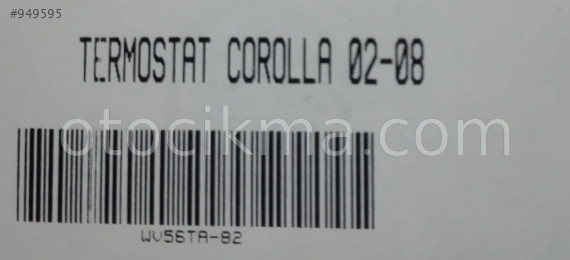 #949595
TERMOSTAT COROLLA 02-08
otocikma.com
WV56TA-82